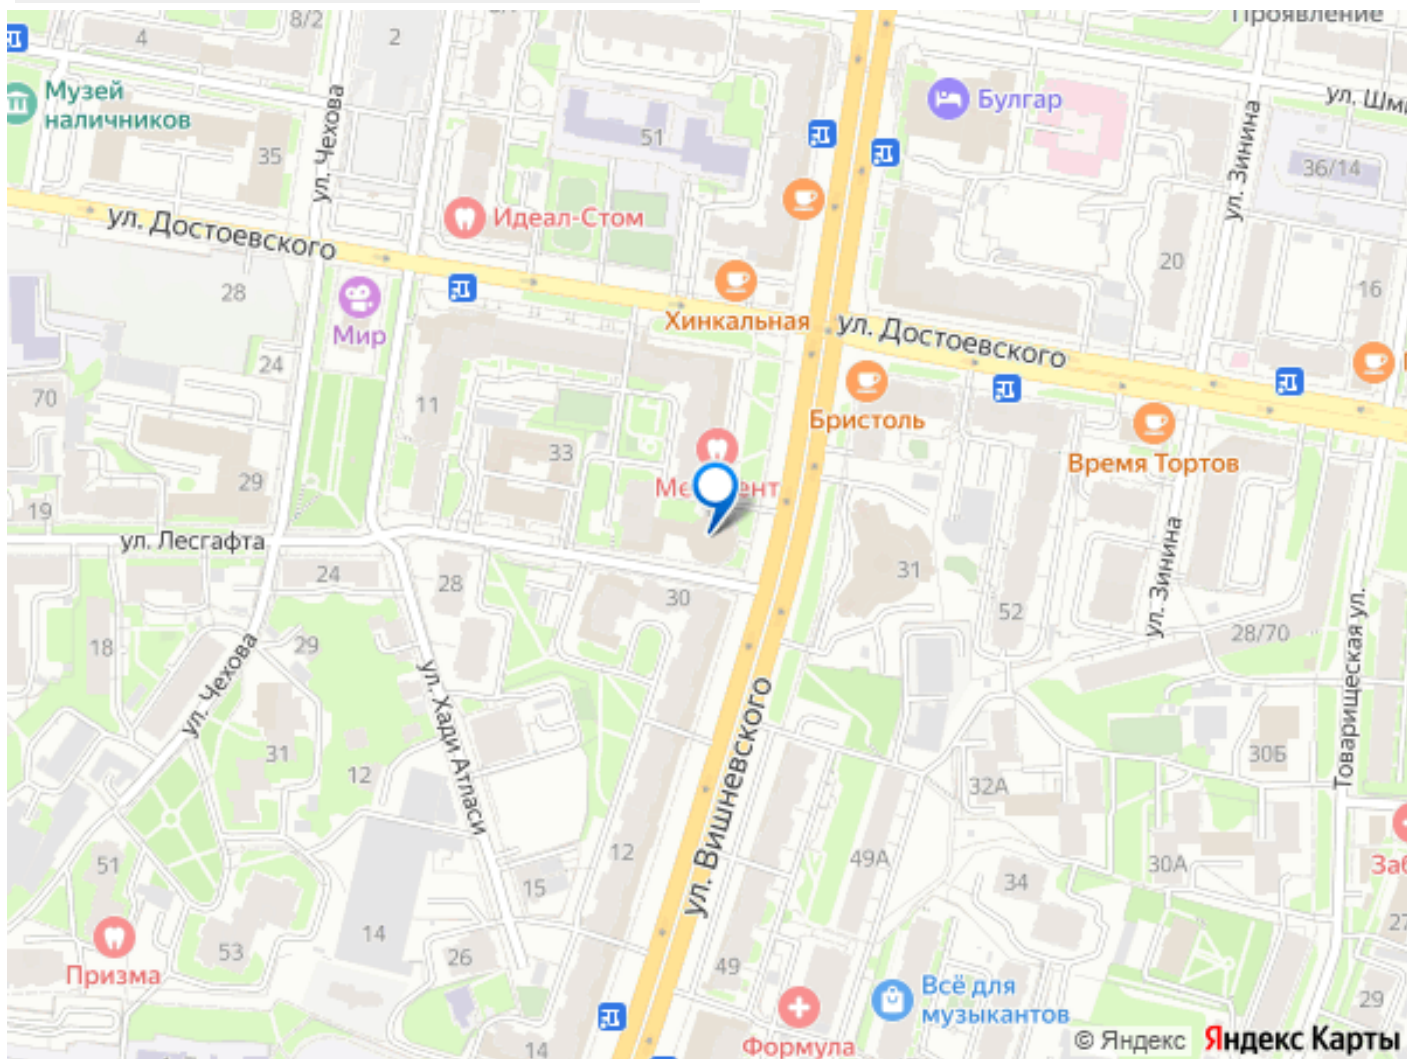 Проявление
8/2
4
2
Музей
наличников
ул. Чехова
Булгар
ул. Зинина
51
35
36/14
Идеал-Стом
ул. Достоевского
20
28
16
Мир
Хинкальная
ул. Достоевского
24
70
11
Бристоль
33
Время Тортов
29
19
ул. Лесгафта
ул. Зинина
31
24
28
30
52
18
29
28/70
Товарищеская ул.
ул. Чехова
ул. Хади Атласи
ул. Вишневского
31
12
30Б
32А
51
12
49А
30А
15
34
14
53
26
49
27
Призма
Всё для
музыкантов
29
14
Формула
© Яндекс Яндекс Карты